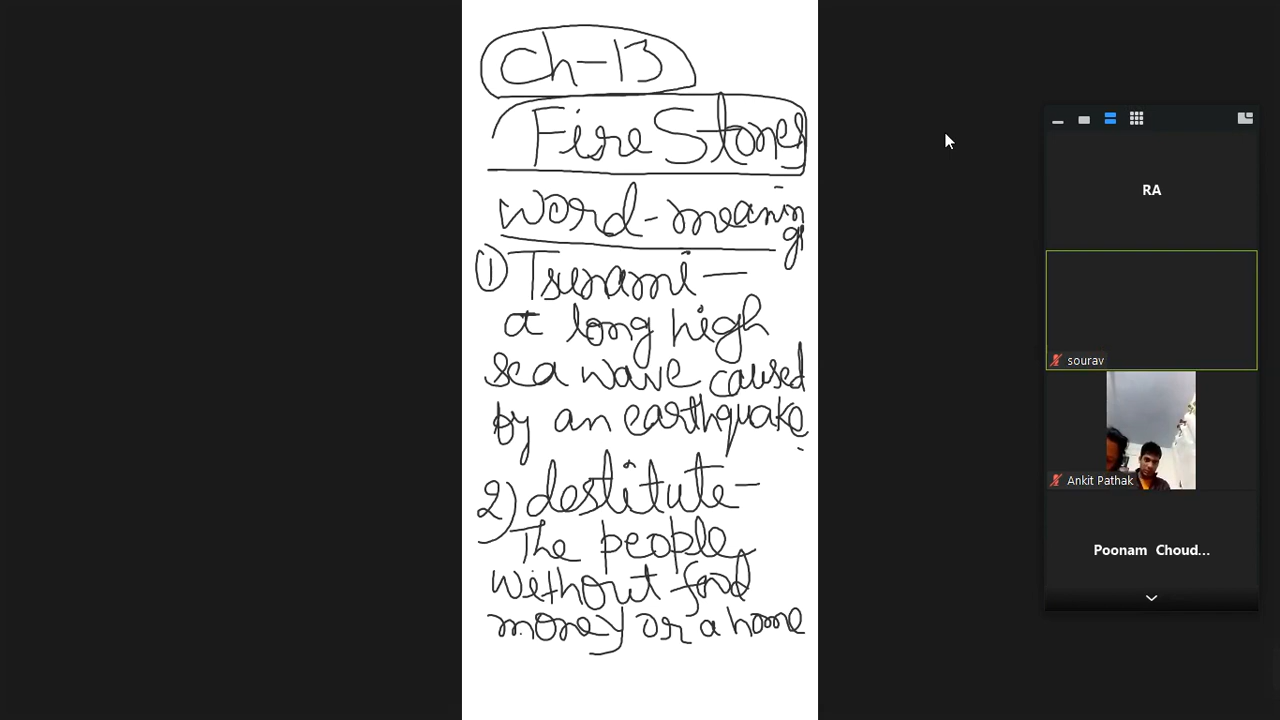 Ch-13
Fire Stones
word-meaning
① Tsunami-
a long high
sea wave caused
by an earthquake.
2) destitute-
The people,
without food
money or a home
RA
sourav
Ankit Pathak
Poonam Choud...